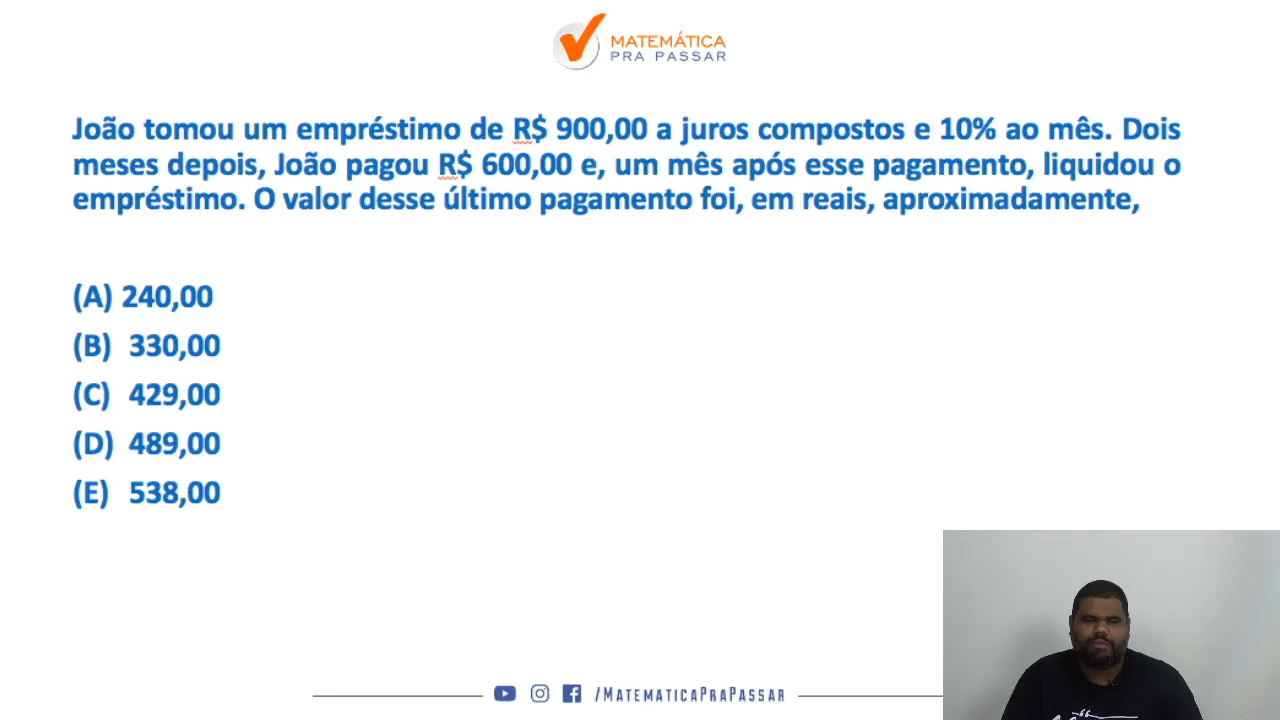 MATEMÁTICA
PRA PASSAR
João tomou um empréstimo de R$ 900,00 a juros compostos e 10% ao mês. Dois
meses depois, João pagou R$ 600,00 e, um mês após esse pagamento, liquidou o
empréstimo. O valor desse último pagamento foi, em reais, aproximadamente,
(A) 240,00
(B) 330,00
(C) 429,00
(D) 489,00
(E) 538,00
/MATEMATICAPRAPASSAR